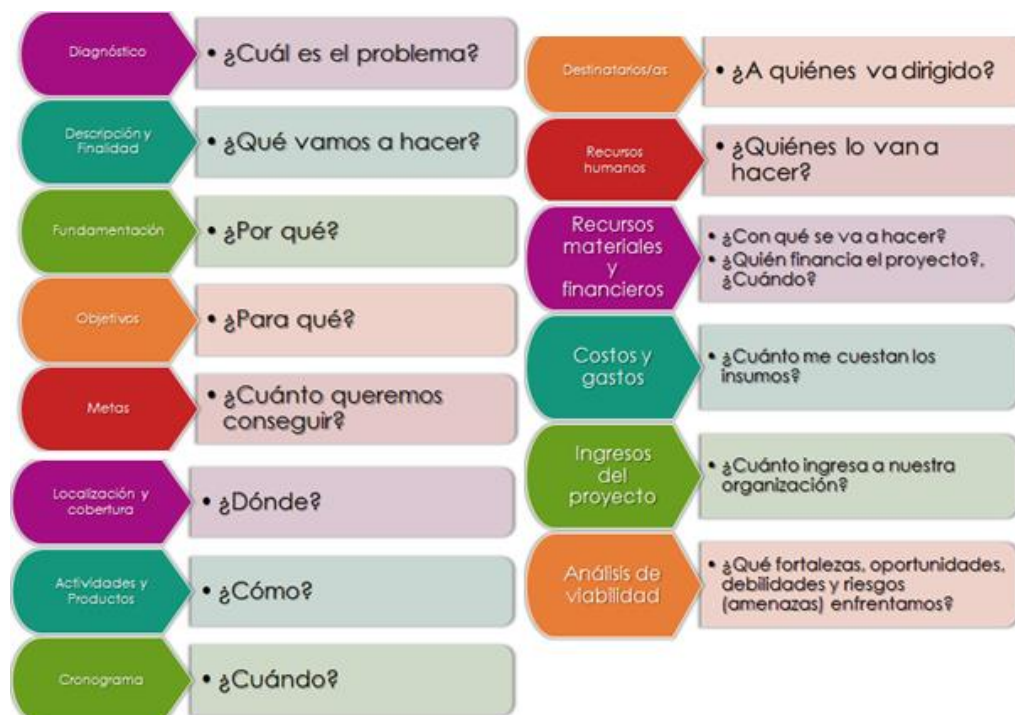 Diagnóstico
• ¿Cuál es el problema?
Descripción y
Finalidad
• ¿Qué vamos a hacer?
Fundamentación
• ¿Por qué?
Objetivos
• ¿Para qué?
Metas
• ¿Cuánto queremos
conseguir?
Localización y
cobertura
• ¿Dónde?
Actividades y
Productos
• ¿Cómo?
Cronograma
• ¿Cuándo?
Destinatarios/as
• ¿A quiénes va dirigido?
Recursos
humanos
• ¿Quiénes lo van a
hacer?
Recursos
materiales
y
financieros
• ¿Con qué se va a hacer?
• ¿Quién financia el proyecto?,
¿Cuándo?
Costos y
gastos
• ¿Cuánto me cuestan los
insumos?
Ingresos
del
proyecto
• ¿Cuánto ingresa a nuestra
organización?
Análisis de
viabilidad
• ¿Qué fortalezas, oportunidades,
debilidades y riesgos
(amenazas) enfrentamos?